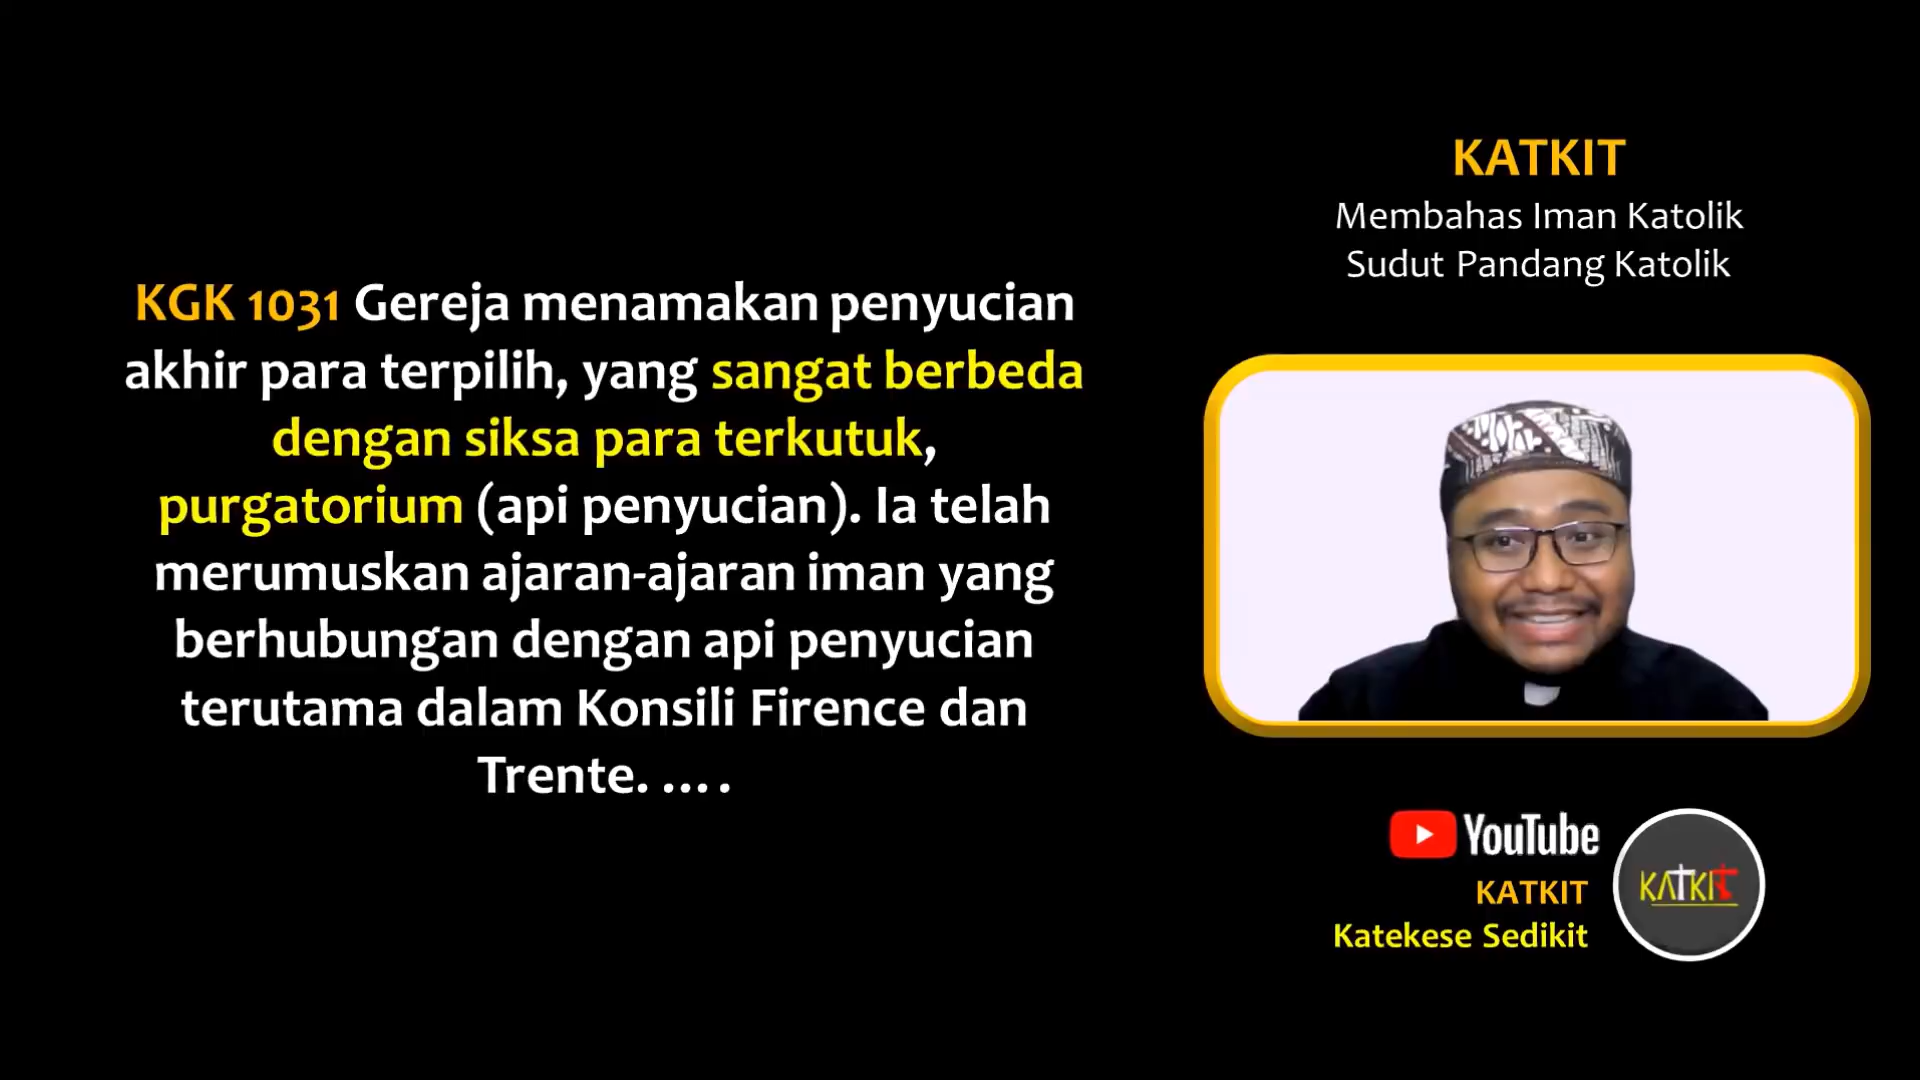 KGK 1031 Gereja menamakan penyucian
akhir para terpilih, yang sangat berbeda
dengan siksa para terkutuk,
purgatorium (api penyucian). Ia telah
merumuskan ajaran-ajaran iman yang
berhubungan dengan api penyucian
terutama dalam Konsili Firence dan
Trente. ... .
KATKIT
Membahas Iman Katolik
Sudut Pandang Katolik
YouTube
KATKIT
Katekese Sedikit
KATKIT